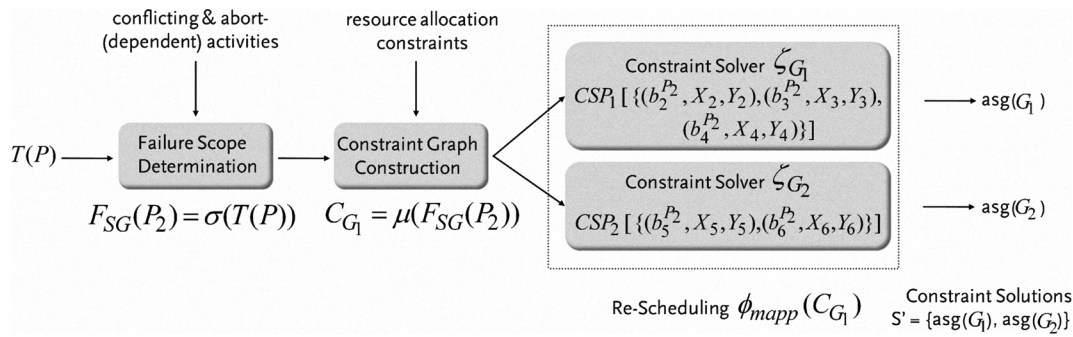 conflicting & abort-
(dependent) activities
resource allocation
constraints
T(P)
Failure Scope
Determination
F_{SG}(P_2) = σ(T(P))
Constraint Graph
Construction
C_{G_1} = μ(F_{SG}(P_2))
Constraint Solver ζ_{G_1}
CSP_1 [ {(b_2^{P_2}, X_2, Y_2), (b_3^{P_2}, X_3, Y_3),
(b_4^{P_2}, X_4, Y_4)}]
asg(G_1)
Constraint Solver ζ_{G_2}
CSP_2 [ {(b_5^{P_2}, X_5, Y_5), (b_6^{P_2}, X_6, Y_6)}]
asg(G_2)
Re-Scheduling ϕ_{mapp}(C_{G_1})
Constraint Solutions
S' = {asg(G_1), asg(G_2)}